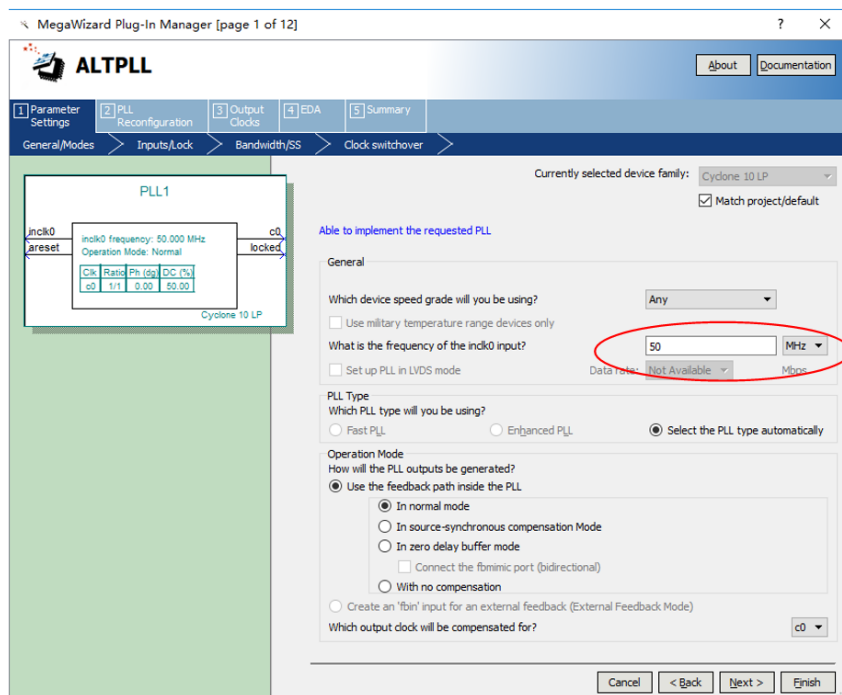 MegaWizard Plug-In Manager [page 1 of 12]
? ×
ALTPLL
About
Documentation
1 Parameter Settings
2 PLL Reconfiguration
3 Output Clocks
4 EDA
5 Summary
General/Modes
Inputs/Lock
Bandwidth/SS
Clock switchover
Currently selected device family:
Cyclone 10 LP
Match project/default
PLL1
inclk0
areset
c0
locked
inclk0 frequency: 50.000 MHz
Operation Mode: Normal
Clk Ratio Ph (dg) DC (%)
c0 1/1 0.00 50.00
Cyclone 10 LP
Able to implement the requested PLL
General
Which device speed grade will you be using?
Any
Use military temperature range devices only
What is the frequency of the inclk0 input?
50
MHz
Set up PLL in LVDS mode
Data rate:
Not Available
Mbps
PLL Type
Which PLL type will you be using?
Fast PLL
Enhanced PLL
Select the PLL type automatically
Operation Mode
How will the PLL outputs be generated?
Use the feedback path inside the PLL
In normal mode
In source-synchronous compensation Mode
In zero delay buffer mode
Connect the fbmimic port (bidirectional)
With no compensation
Create an 'fbin' input for an external feedback (External Feedback Mode)
Which output clock will be compensated for?
c0
Cancel
< Back
Next >
Finish